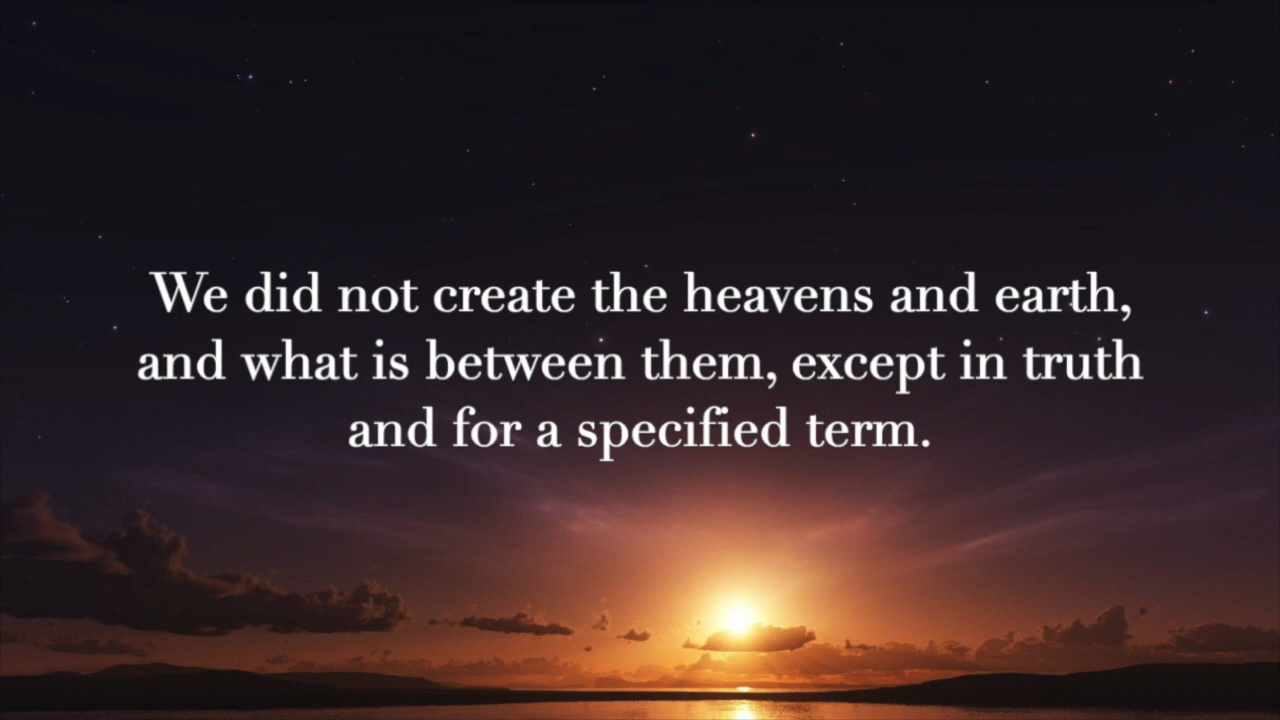 We did not create the heavens and earth,
and what is between them, except in truth
and for a specified term.